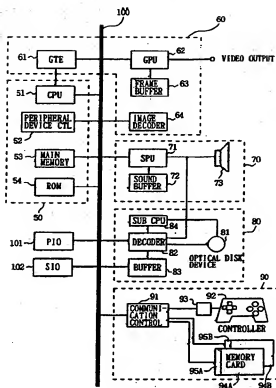 100
60
61
GTE
GPU
62
VIDEO OUTPUT
51
CPU
FRAME BUFFER
63
PERIPHERAL DEVICE CTL
52
IMAGE DECODER
64
53
MAIN MEMORY
SPU
71
70
54
ROM
SOUND BUFFER
72
73
50
SUB CPU
84
80
81
101
PIO
DECODER
82
OPTICAL DISK DEVICE
102
SIO
BUFFER
83
90
91
COMMUNI-
CATION
CONTROL
93
92
CONTROLLER
95B
MEMORY CARD
95A
94A
94B